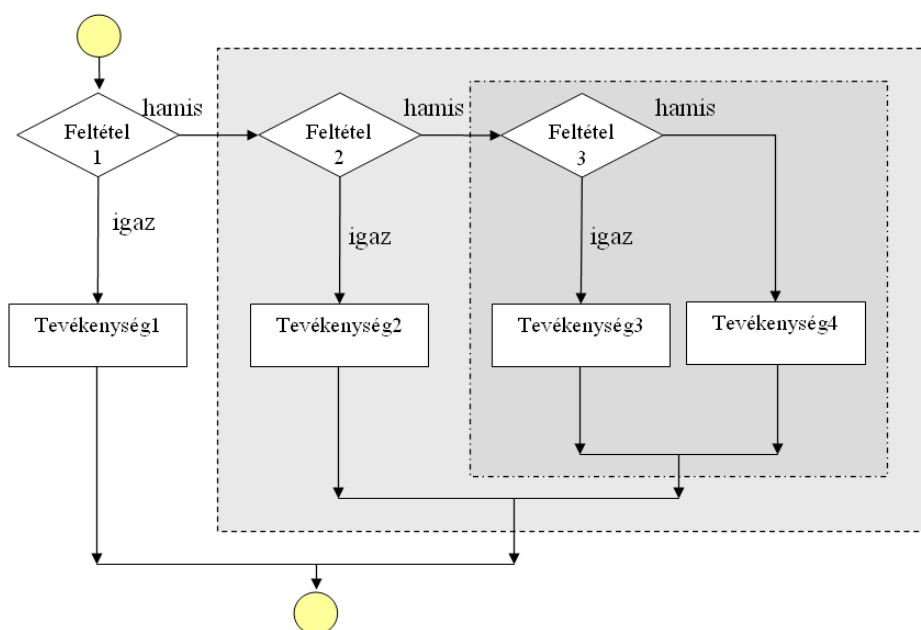 hamis
hamis
hamis
Feltétel
1
Feltétel
2
Feltétel
3
igaz
igaz
igaz
Tevékenység1
Tevékenység2
Tevékenység3
Tevékenység4